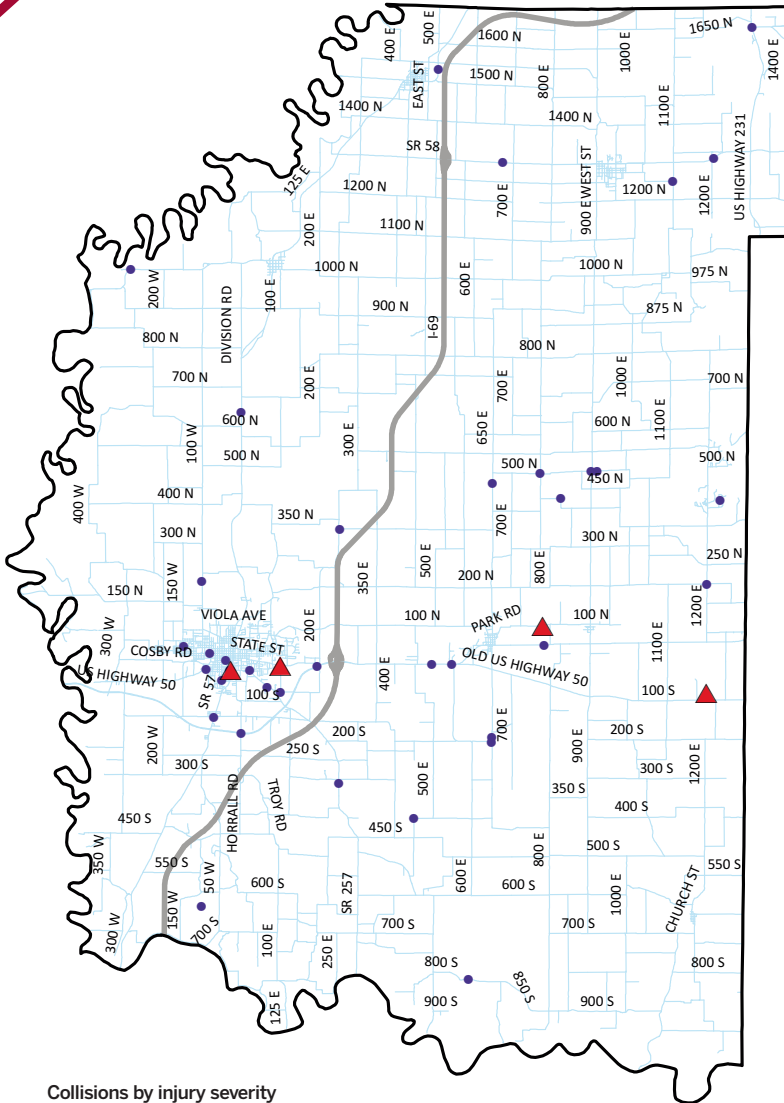 1650 N
500 E
400 E
1600 N
1000 E
1400 E
1500 N
EAST ST
800 E
1400 N
1100 E
1400 N
US HIGHWAY 231
SR 58
125 E
1200 N
700 E
900 E WEST ST
1200 N
1200 E
200 E
1100 N
1000 N
1000 N
975 N
200 W
100 E
600 E
DIVISION RD
900 N
875 N
I-69
800 N
800 N
700 N
200 E
700 E
1000 E
700 N
600 N
600 N
650 E
1100 E
100 W
300 E
500 N
500 N
500 N
450 N
400 W
400 N
350 N
700 E
300 N
300 N
250 N
500 E
800 E
350 E
200 N
150 W
150 N
1200 E
VIOLA AVE
100 N
PARK RD
100 N
300 W
200 E
STATE ST
COSBY RD
1100 E
OLD US HIGHWAY 50
US HIGHWAY 50
400 E
SR 57
100 S
100 S
700 E
200 S
200 S
200 W
250 S
900 E
300 S
300 S
1200 E
500 E
350 S
HORRALL RD
TROY RD
400 S
450 S
450 S
800 E
500 S
350 W
550 S
550 S
50 W
600 S
SR 257
600 E
600 S
1000 E
CHURCH ST
150 W
700 S
700 S
300 W
700 S
100 E
250 E
800 S
800 S
850 S
900 S
900 S
125 E
Collisions by injury severity